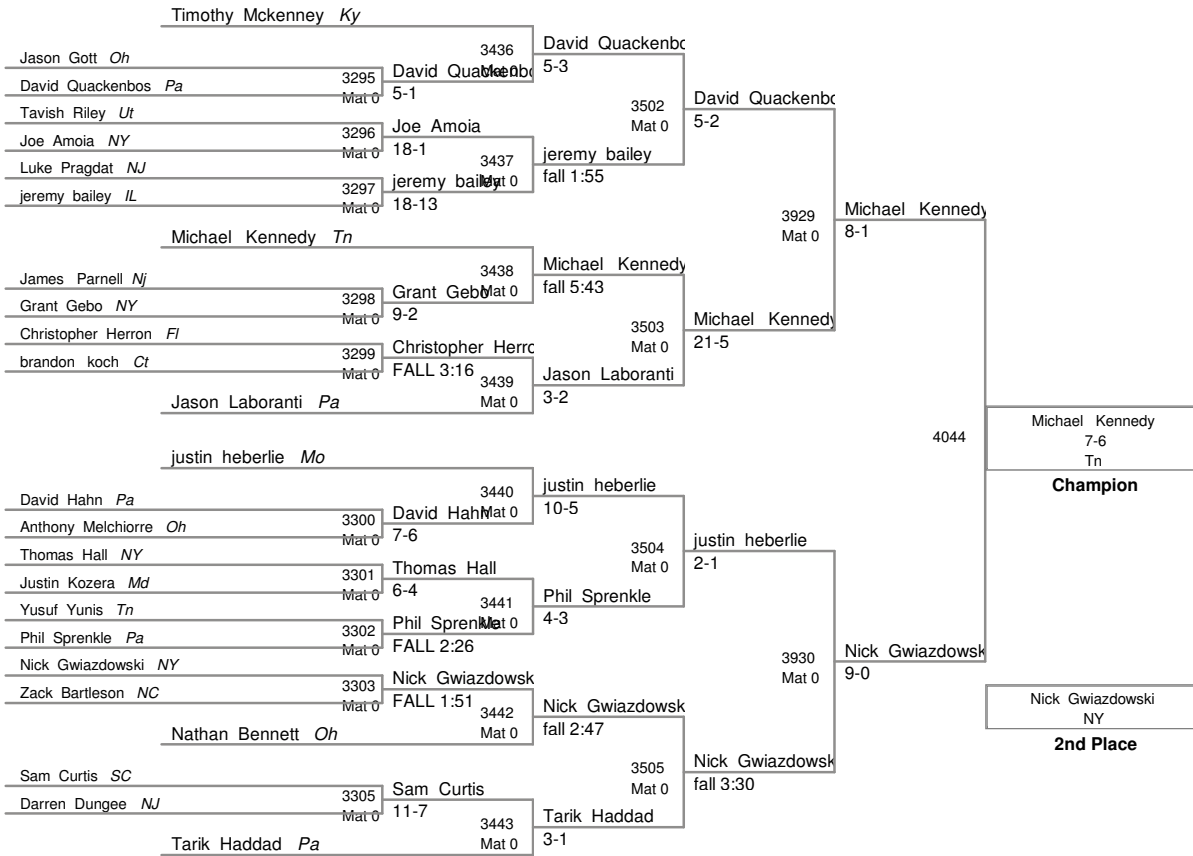 Timothy Mckenney Ky
3436
Mat 0
David Quackenbo
5-3
Jason Gott Oh
David Quackenbos Pa
3295
Mat 0
David Quackenbo
5-1
3502
Mat 0
David Quackenbo
5-2
Tavish Riley Ut
Joe Amoia NY
3296
Mat 0
Joe Amoia
18-1
3437
Mat 0
jeremy bailey
fall 1:55
Luke Pragdat NJ
jeremy bailey IL
3297
Mat 0
jeremy bailey
18-13
3929
Mat 0
Michael Kennedy
8-1
Michael Kennedy Tn
3438
Mat 0
Michael Kennedy
fall 5:43
James Parnell Nj
Grant Gebo NY
3298
Mat 0
Grant Gebo
9-2
3503
Mat 0
Michael Kennedy
21-5
Christopher Herron Fl
brandon koch Ct
3299
Mat 0
Christopher Herro
FALL 3:16
3439
Mat 0
Jason Laboranti
3-2
Jason Laboranti Pa
4044
Michael Kennedy
7-6
Tn
Champion
justin heberlie Mo
3440
Mat 0
justin heberlie
10-5
David Hahn Pa
Anthony Melchiorre Oh
3300
Mat 0
David Hahn
7-6
3504
Mat 0
justin heberlie
2-1
Thomas Hall NY
Justin Kozera Md
3301
Mat 0
Thomas Hall
6-4
3441
Mat 0
Phil Sprenkle
4-3
Yusuf Yunis Tn
Phil Sprenkle Pa
3302
Mat 0
Phil Sprenkle
FALL 2:26
3930
Mat 0
Nick Gwiazdowsk
9-0
Nick Gwiazdowski NY
Zack Bartleson NC
3303
Mat 0
Nick Gwiazdowsk
FALL 1:51
3442
Mat 0
Nick Gwiazdowsk
fall 2:47
Nathan Bennett Oh
Nick Gwiazdowski
NY
2nd Place
3505
Mat 0
Nick Gwiazdowsk
fall 3:30
Sam Curtis SC
Darren Dungee NJ
3305
Mat 0
Sam Curtis
11-7
3443
Mat 0
Tarik Haddad
3-1
Tarik Haddad Pa